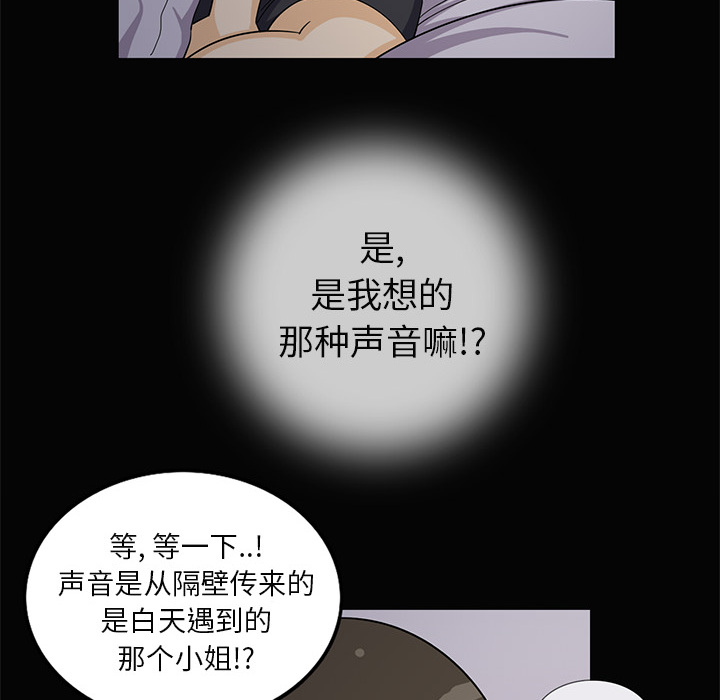 是,
是我想的
那种声音嘛!?
等, 等一下..!
声音是从隔壁传来的
是白天遇到的
那个小姐!?